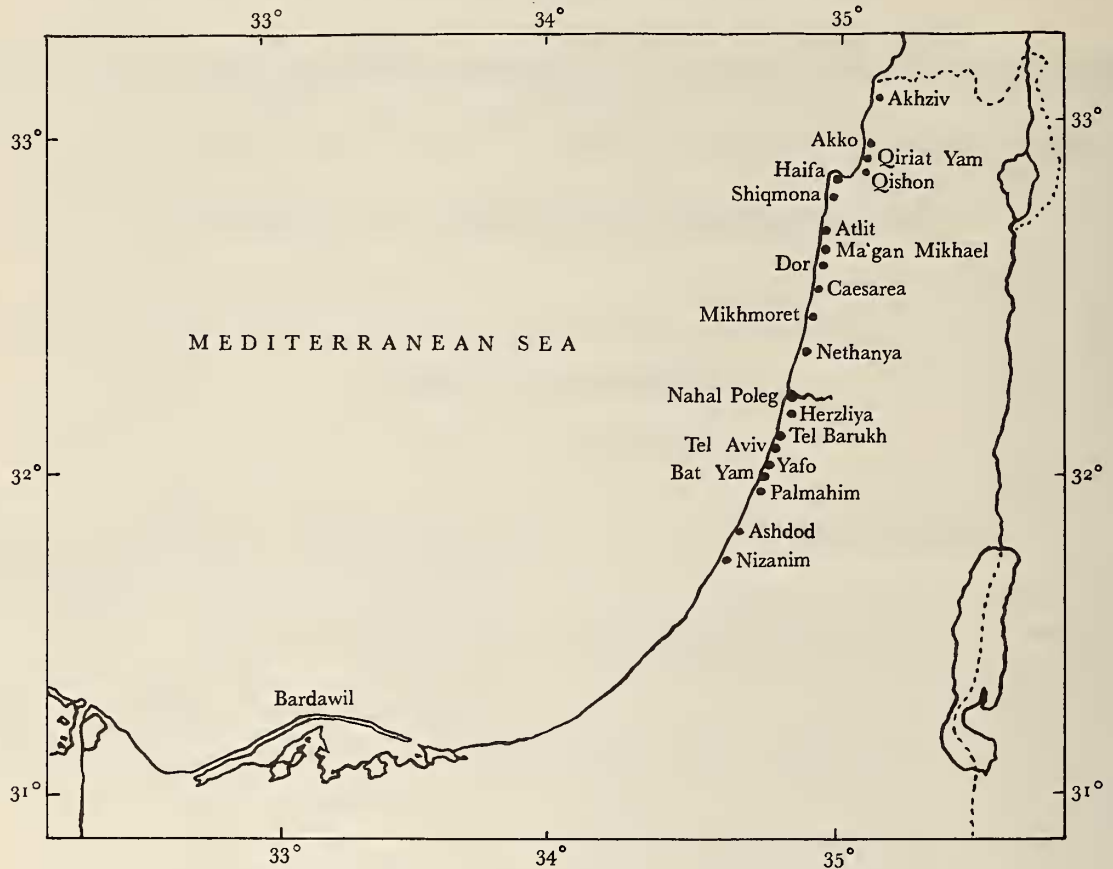 33°
34°
35°
Akhziv
33°
33°
Akko
Qiriat Yam
Haifa
Qishon
Shiqmona
Atlit
Ma'gan Mikhael
Dor
Caesarea
Mikhmoret
MEDITERRANEAN SEA
Nethanya
Nahal Poleg
Herzliya
Tel Barukh
Tel Aviv
Yafo
32°
Bat Yam
32°
Palmahim
Ashdod
Nizanim
Bardawil
31°
31°
33°
34°
35°